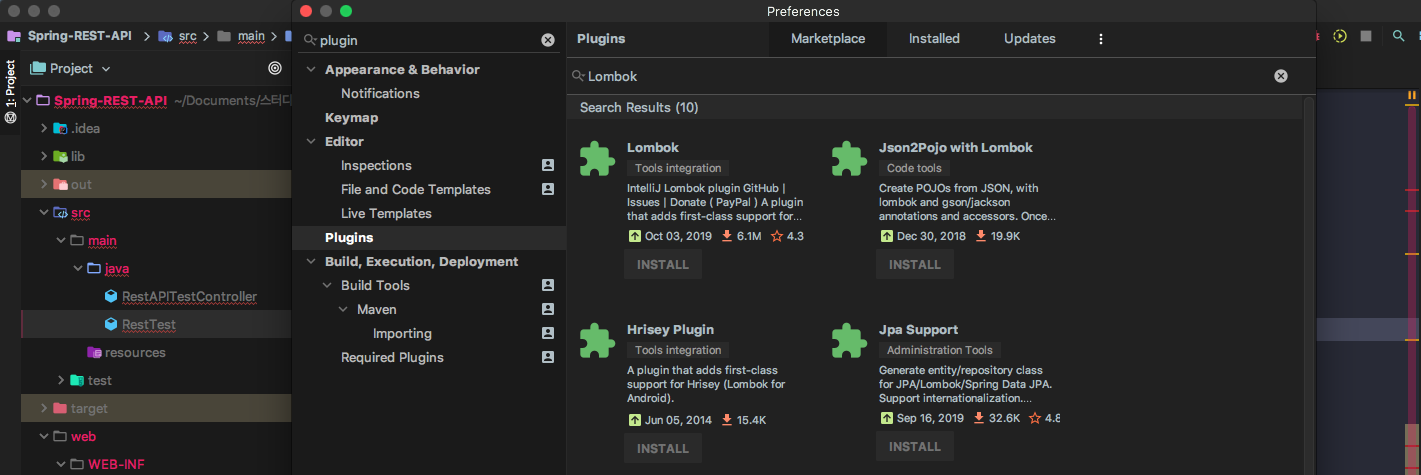 Preferences
Spring-REST-API
src
main
1: Project
Project
Spring-REST-API ~/Documents/스터디
.idea
lib
out
src
main
java
RestAPITestController
RestTest
resources
test
target
web
WEB-INF
plugin
Appearance & Behavior
Notifications
Keymap
Editor
Inspections
File and Code Templates
Live Templates
Plugins
Build, Execution, Deployment
Build Tools
Maven
Importing
Required Plugins
Plugins
Marketplace
Installed
Updates
Lombok
Search Results (10)
Lombok
Tools integration
IntelliJ Lombok plugin GitHub |
Issues | Donate ( PayPal ) A plugin
that adds first-class support for...
Oct 03, 2019 6.1M 4.3
INSTALL
Json2Pojo with Lombok
Code tools
Create POJOs from JSON, with
lombok and gson/jackson
annotations and accessors. Once...
Dec 30, 2018 19.9K
INSTALL
Hrisey Plugin
Tools integration
A plugin that adds first-class
support for Hrisey (Lombok for
Android).
Jun 05, 2014 15.4K
INSTALL
Jpa Support
Administration Tools
Generate entity/repository class
for JPA/Lombok/Spring Data JPA.
Support internationalization....
Sep 16, 2019 32.6K 4.8
INSTALL